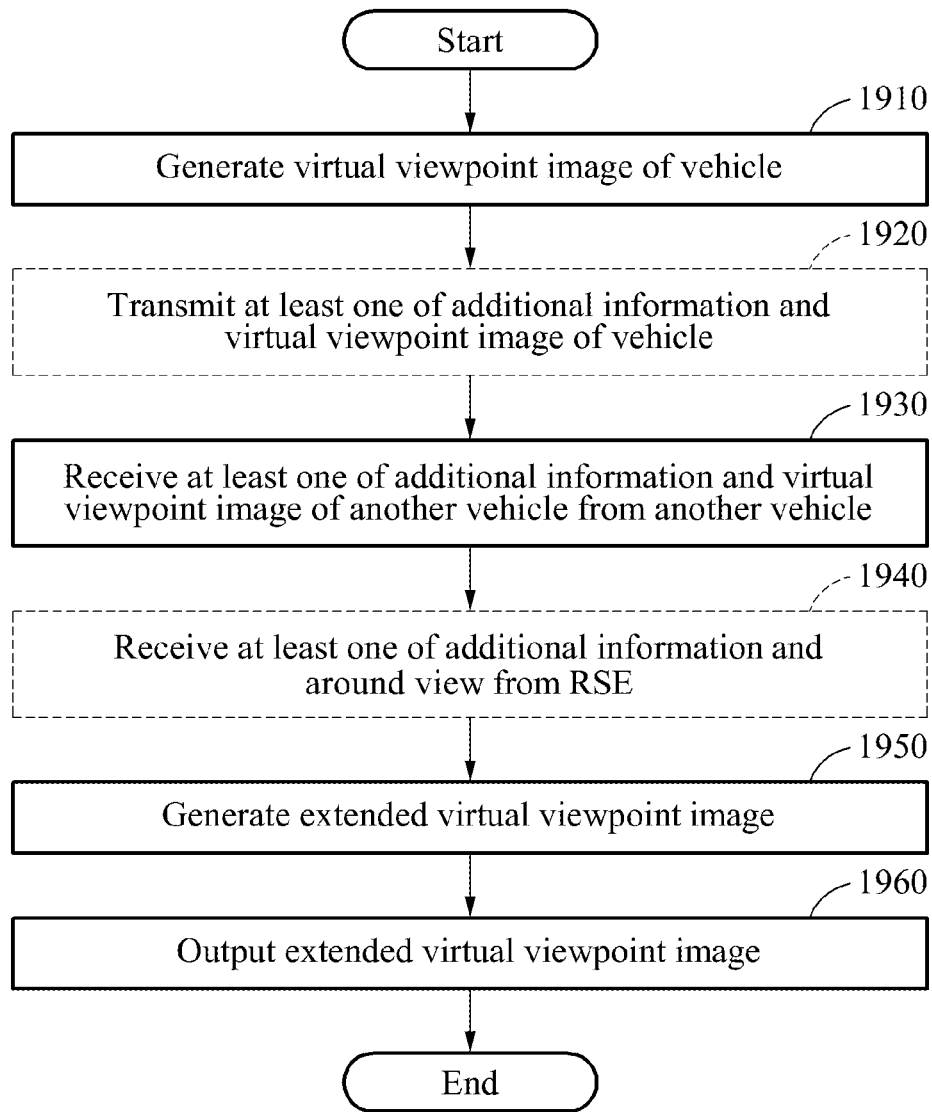 Start
1910
Generate virtual viewpoint image of vehicle
1920
Transmit at least one of additional information and
virtual viewpoint image of vehicle
1930
Receive at least one of additional information and virtual
viewpoint image of another vehicle from another vehicle
1940
Receive at least one of additional information and
around view from RSE
1950
Generate extended virtual viewpoint image
1960
Output extended virtual viewpoint image
End